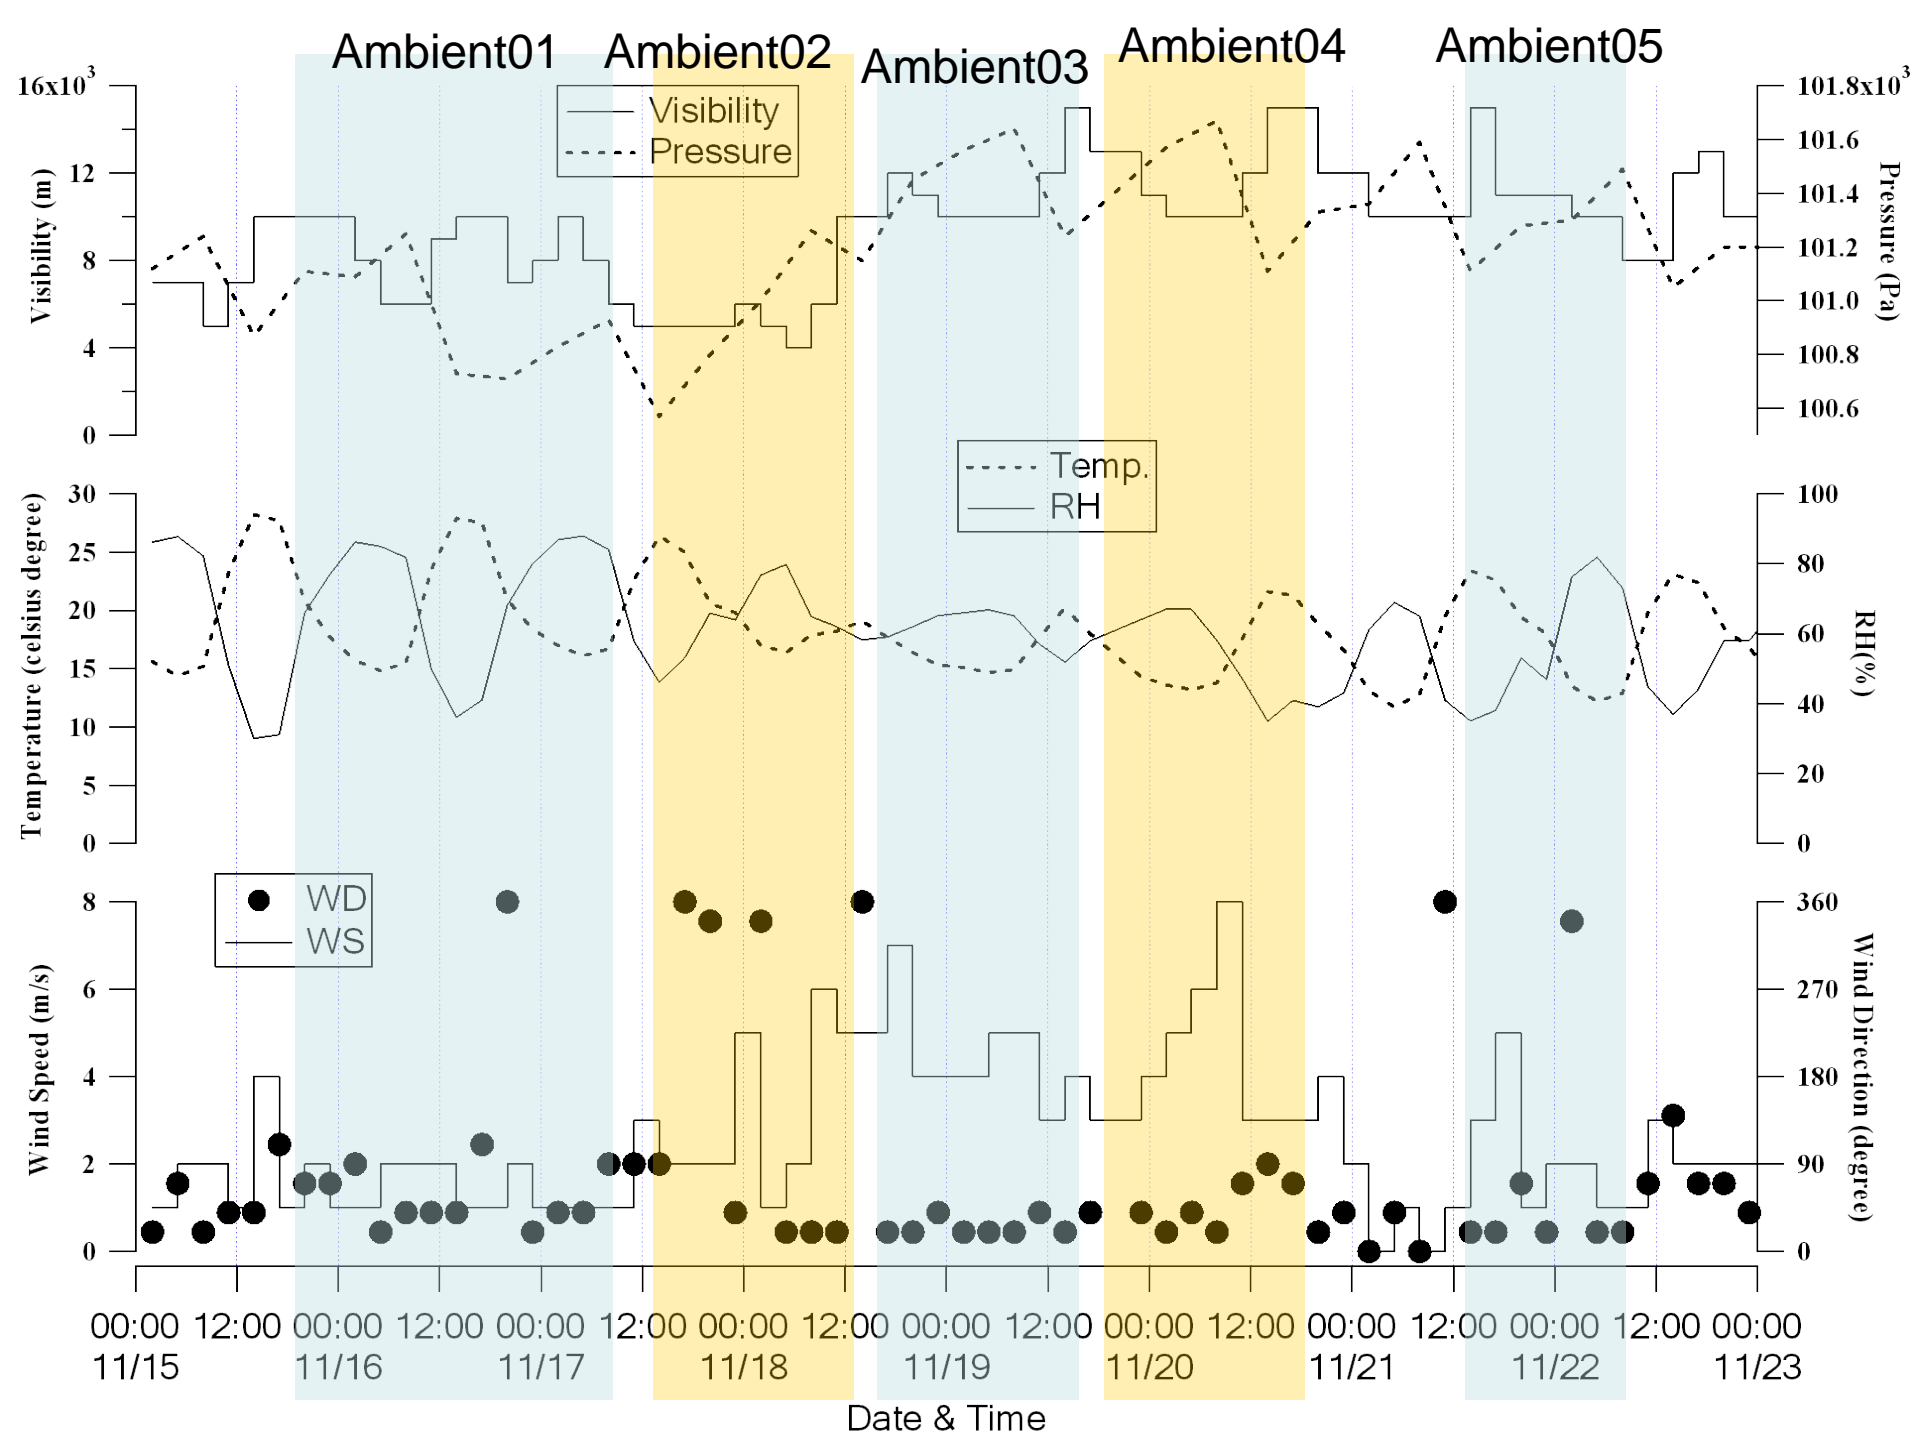 Ambient01
Ambient02
Ambient03
Ambient04
Ambient05
16x10³
12
8
4
0
Visibility (m)
Visibility
Pressure
101.8x10³
101.6
101.4
101.2
101.0
100.8
100.6
Pressure (Pa)
30
25
20
15
10
5
0
Temperature (celsius degree)
Temp.
RH
100
80
60
40
20
0
RH(%)
8
6
4
2
0
Wind Speed (m/s)
WD
WS
360
270
180
90
0
Wind Direction (degree)
00:00 12:00 00:00 12:00 00:00 12:00 00:00 12:00 00:00 12:00 00:00 12:00 00:00 12:00 00:00 12:00 00:00
11/15 11/16 11/17 11/18 11/19 11/20 11/21 11/22 11/23
Date & Time